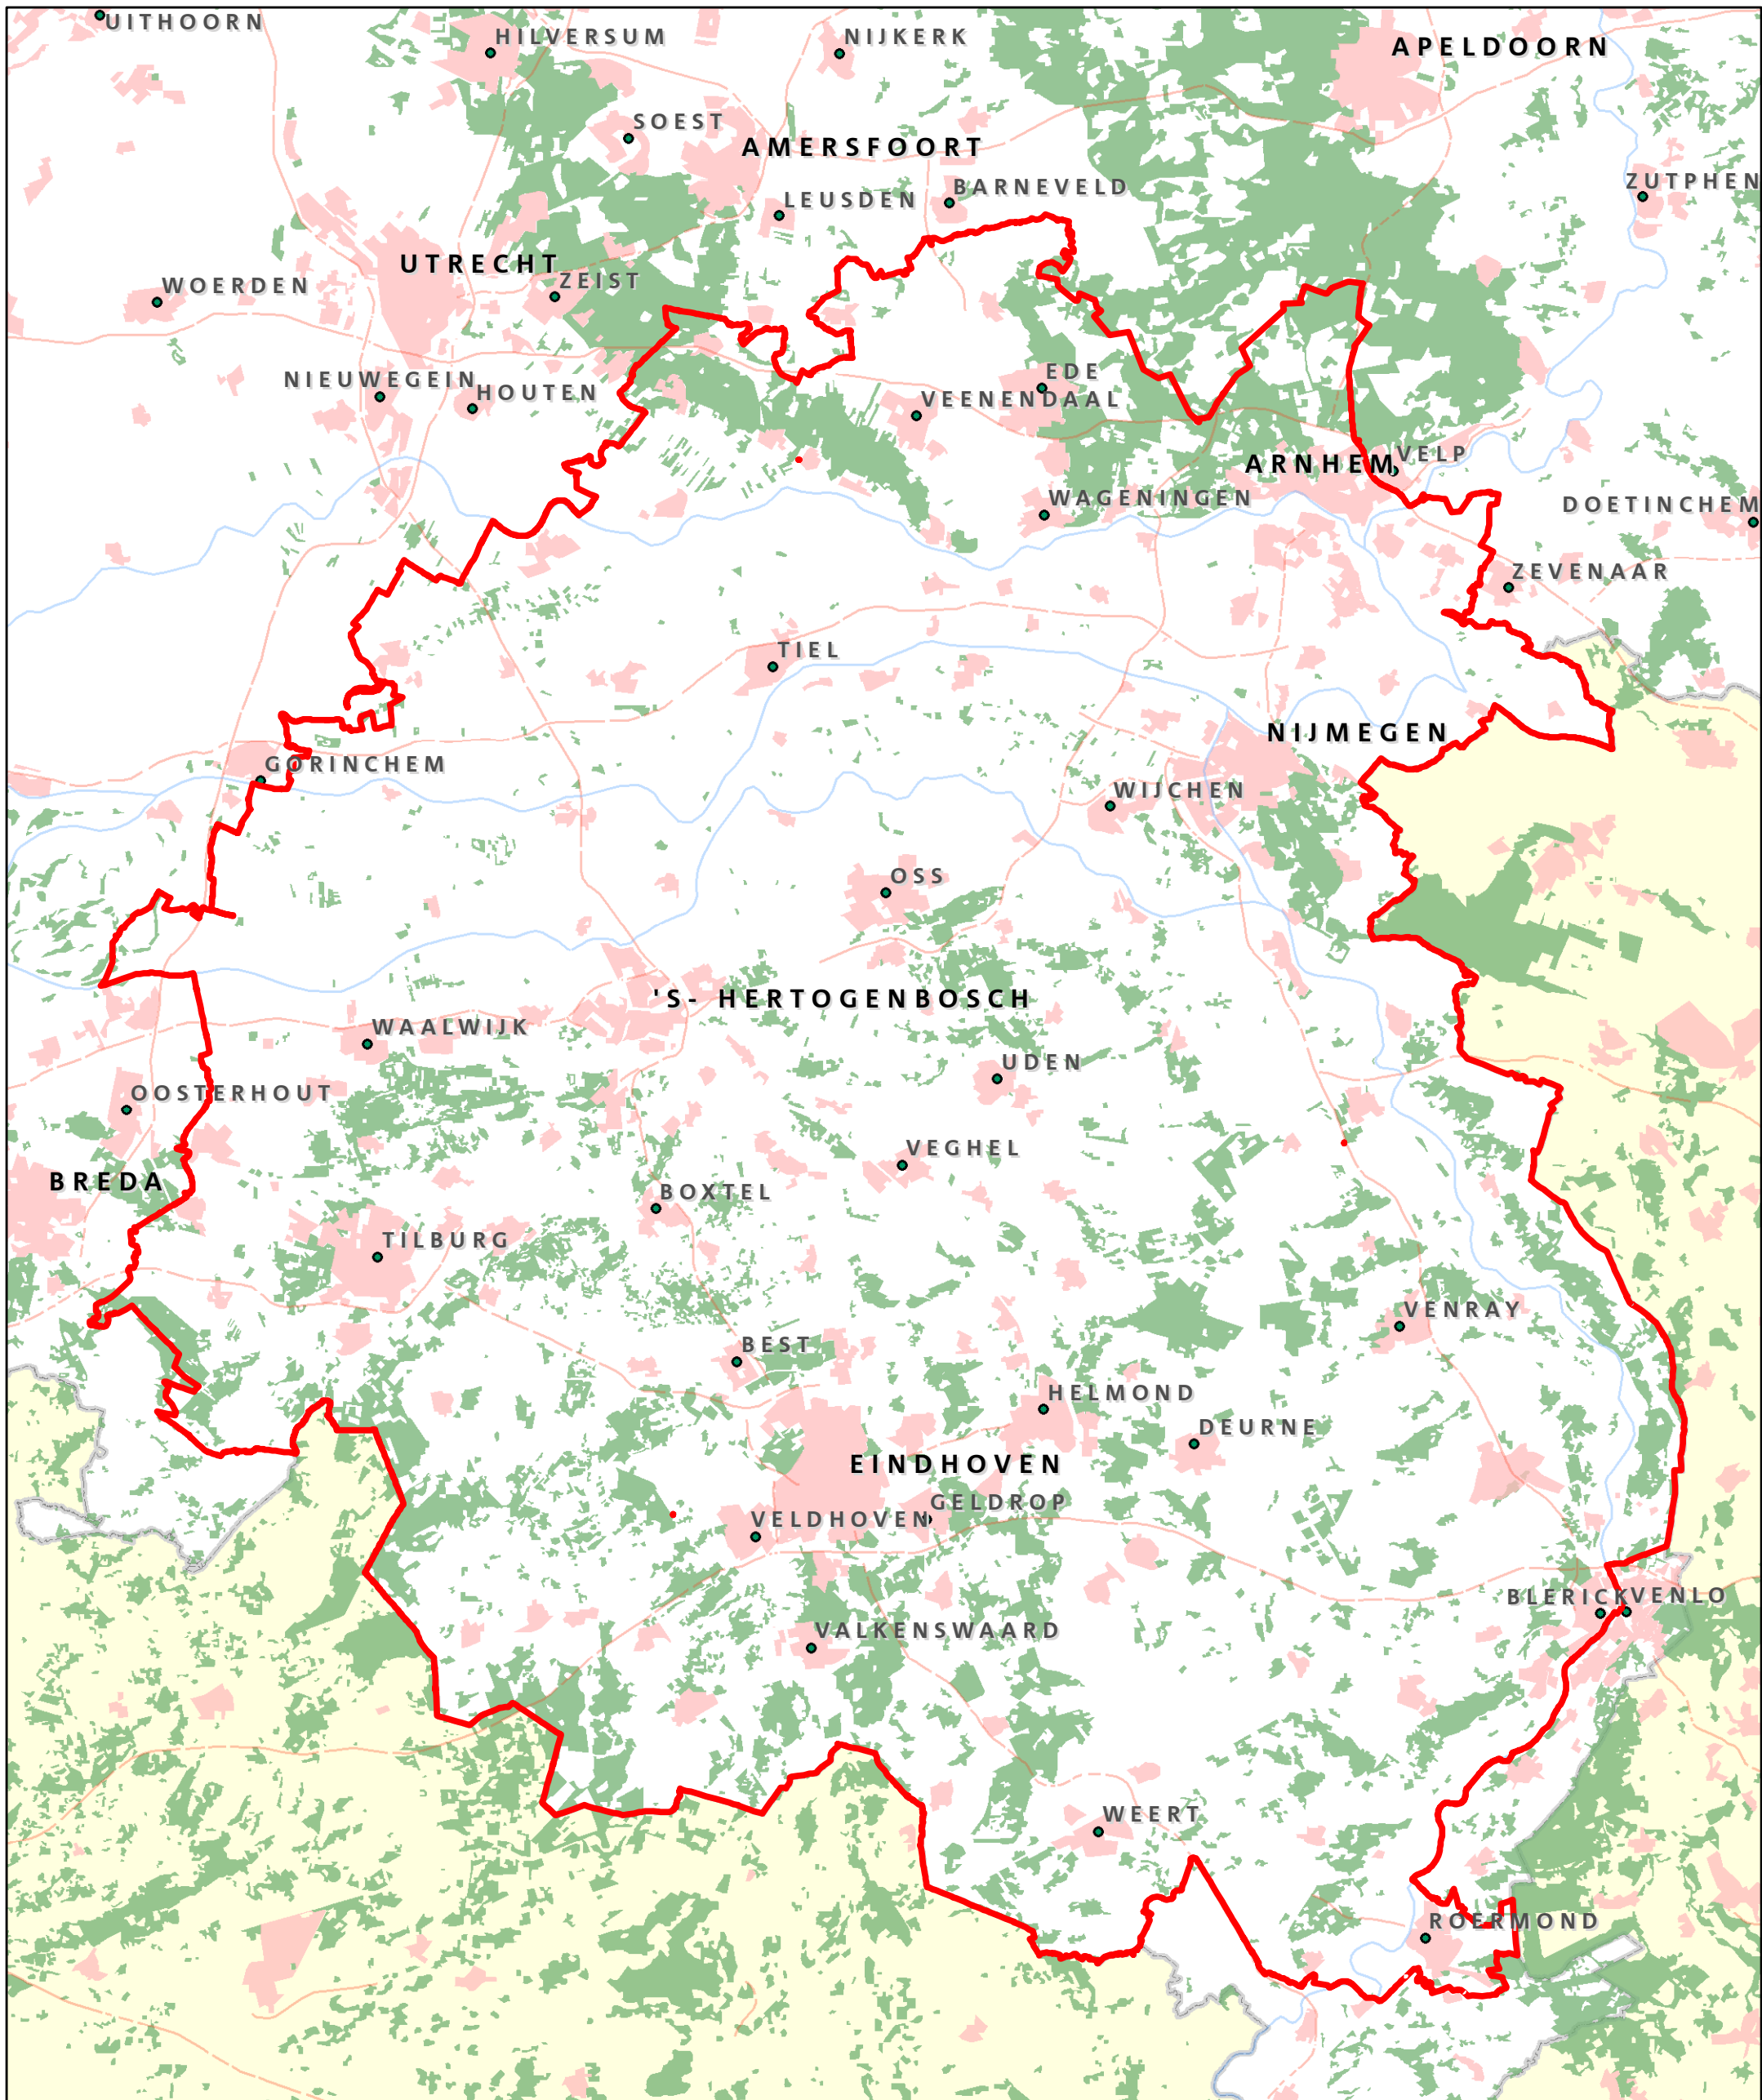 UITHOORN
HILVERSUM
NIJKERK
APELDOORN
SOEST
AMERSFOORT
LEUSDEN
BARNEVELD
ZUTPHEN
UTRECHT
ZEIST
WOERDEN
NIEUWEGEIN
HOUTEN
EDE
VEENENDAAL
ARNHEM
VELP
WAGENINGEN
DOETINCHEM
ZEVENAAR
TIEL
NIJMEGEN
GORINCHEM
WIJCHEN
OSS
'S- HERTOGENBOSCH
WAALWIJK
UDEN
OOSTERHOUT
VEGHEL
BREDA
BOXTEL
TILBURG
VENRAY
BEST
HELMOND
DEURNE
EINDHOVEN
GELDROP
VELDHOVEN
BLERICK
VENLO
VALKENSWAARD
WEERT
ROERMOND